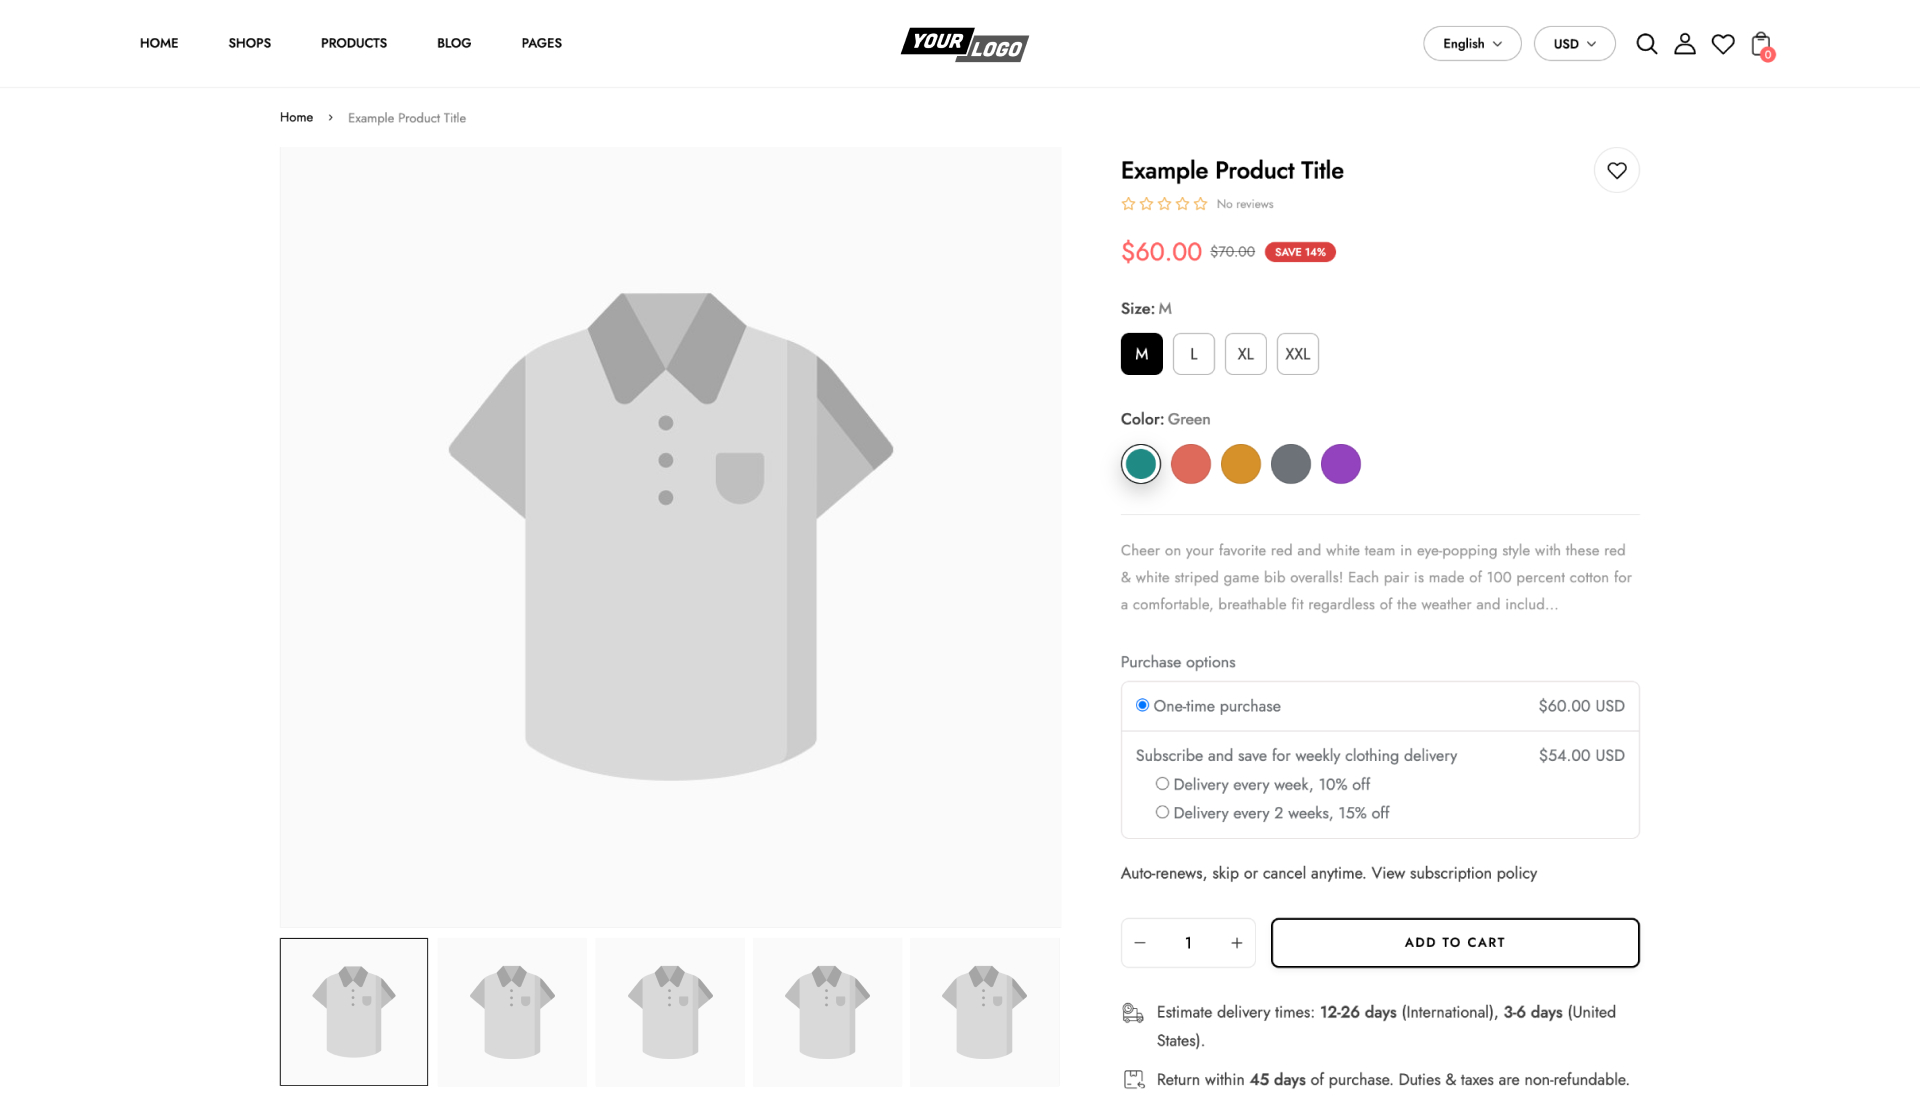 HOME SHOPS PRODUCTS BLOG PAGES
YOUR LOGO
English USD
0
Home › Example Product Title
Example Product Title
No reviews
$60.00 $70.00 SAVE 14%
Size: M
M L XL XXL
Color: Green
Cheer on your favorite red and white team in eye-popping style with these red
& white striped game bib overalls! Each pair is made of 100 percent cotton for
a comfortable, breathable fit regardless of the weather and includ...
Purchase options
One-time purchase $60.00 USD
Subscribe and save for weekly clothing delivery $54.00 USD
Delivery every week, 10% off
Delivery every 2 weeks, 15% off
Auto-renews, skip or cancel anytime. View subscription policy
− 1 + ADD TO CART
Estimate delivery times: 12-26 days (International), 3-6 days (United
States).
Return within 45 days of purchase. Duties & taxes are non-refundable.